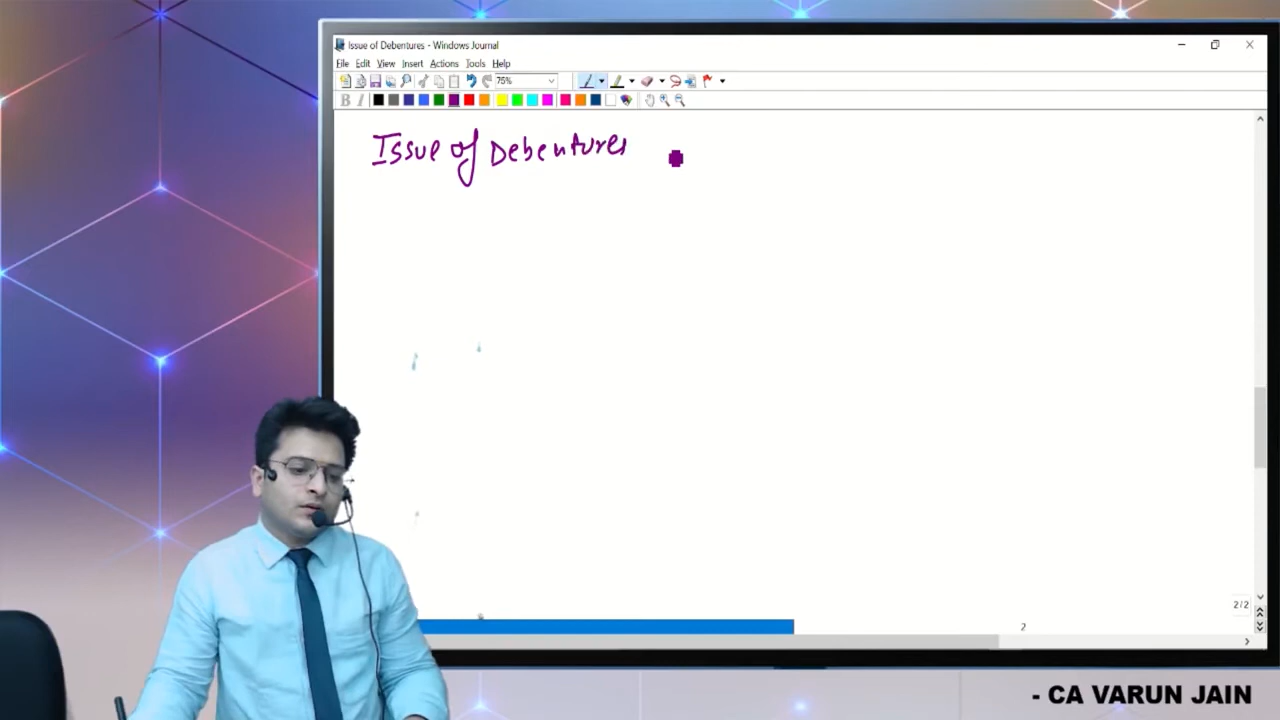 Issue of Debentures - Windows Journal
File Edit View Insert Actions Tools Help
75%
B I
Issue of Debentures
2/2
2
- CA VARUN JAIN